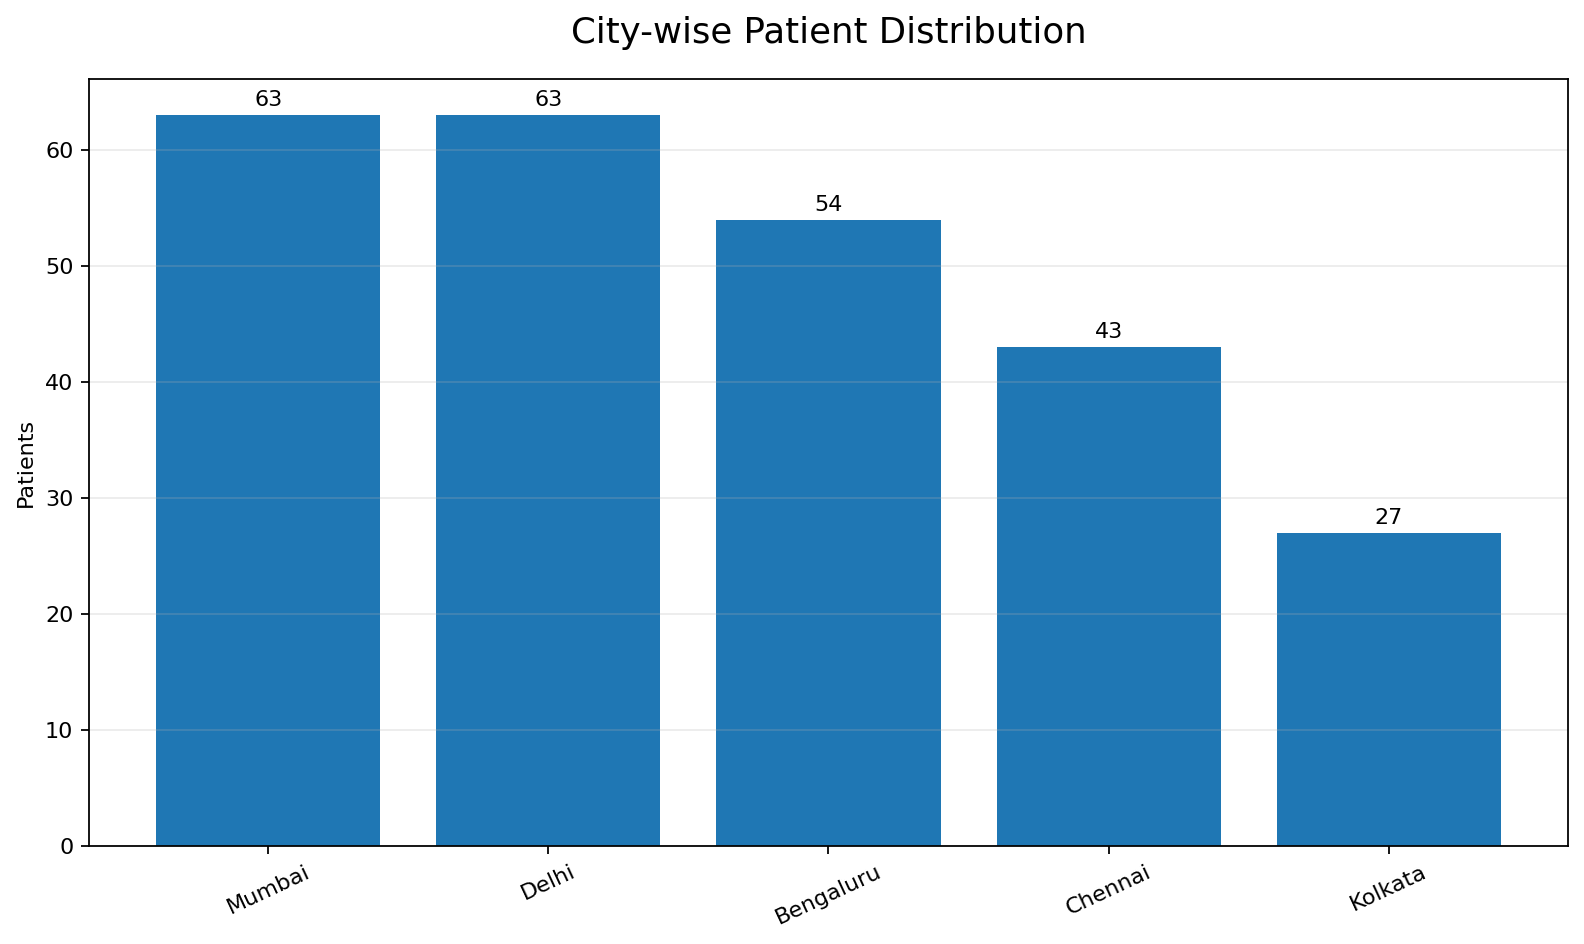 City-wise Patient Distribution
63
63
54
43
27
60
50
40
30
20
10
0
Patients
Mumbai
Delhi
Bengaluru
Chennai
Kolkata